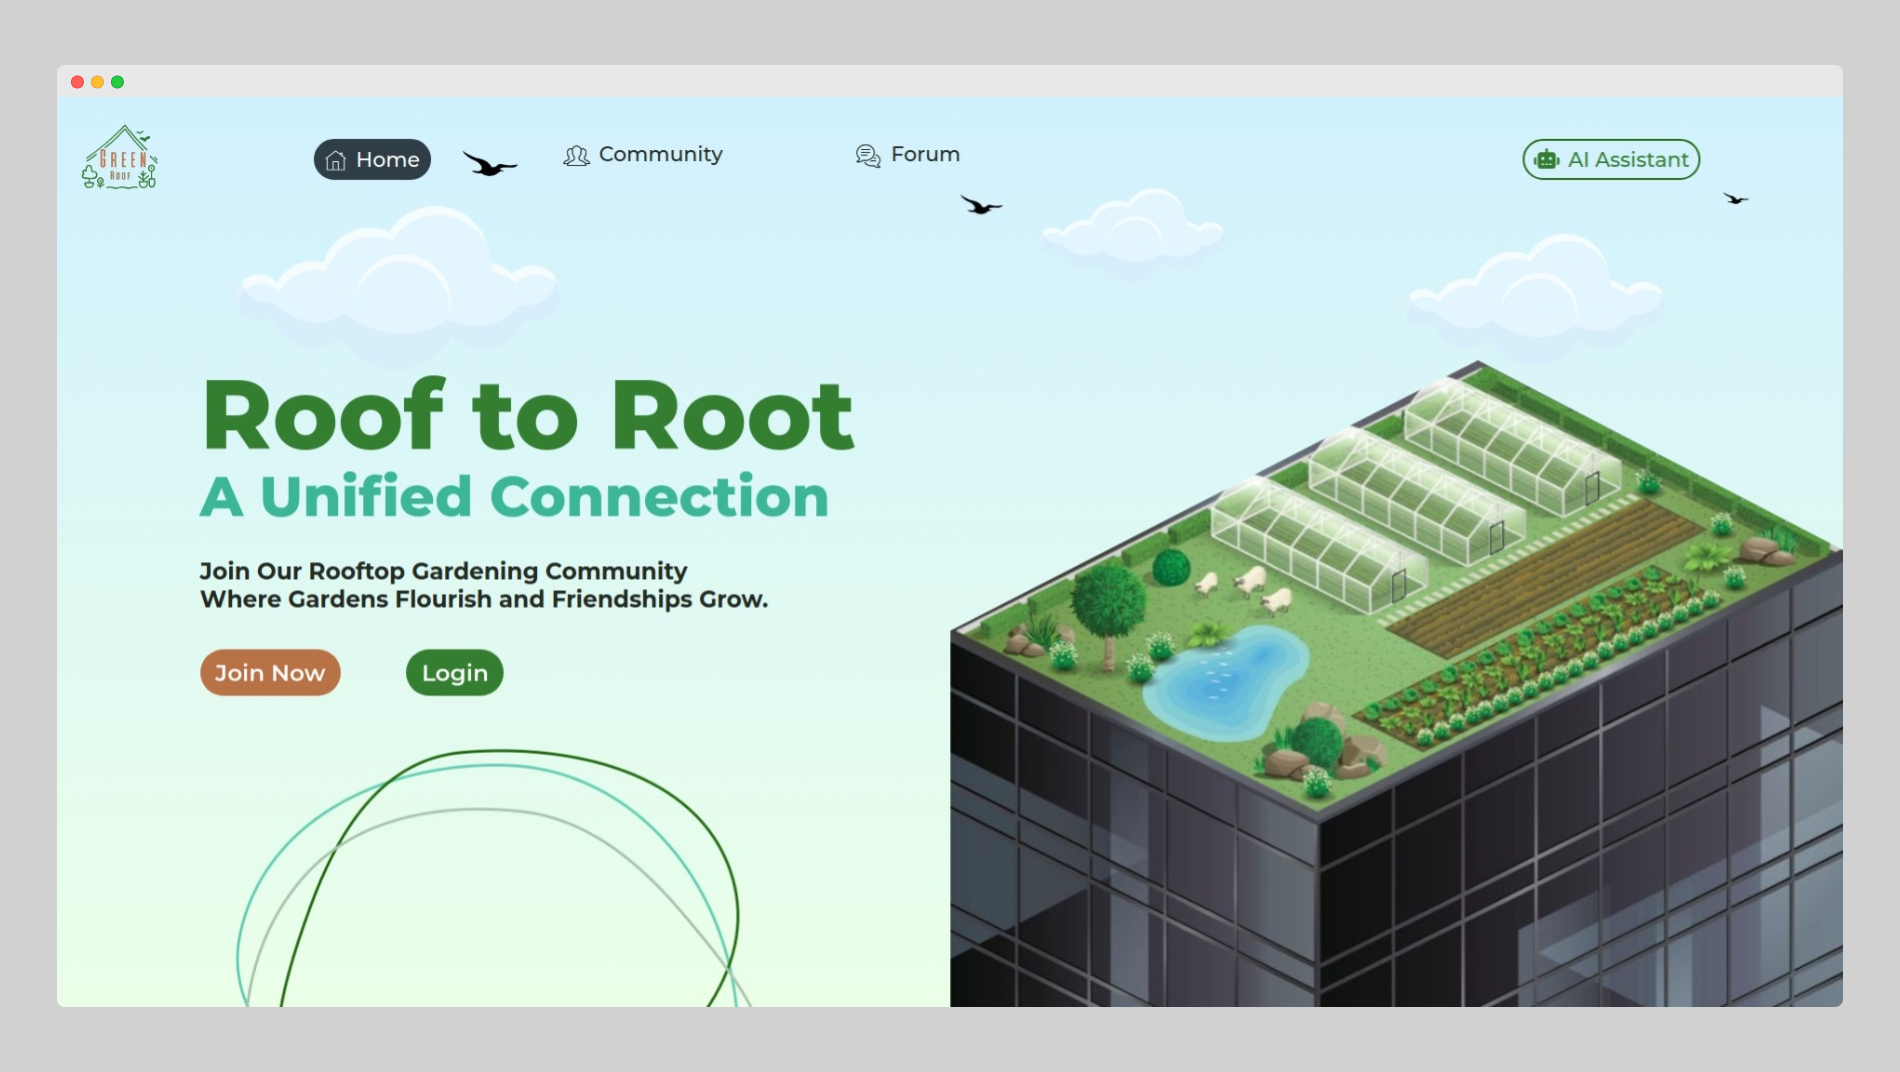 GREEN
ROOF
Home
Community
Forum
AI Assistant
Roof to Root
A Unified Connection
Join Our Rooftop Gardening Community
Where Gardens Flourish and Friendships Grow.
Join Now
Login